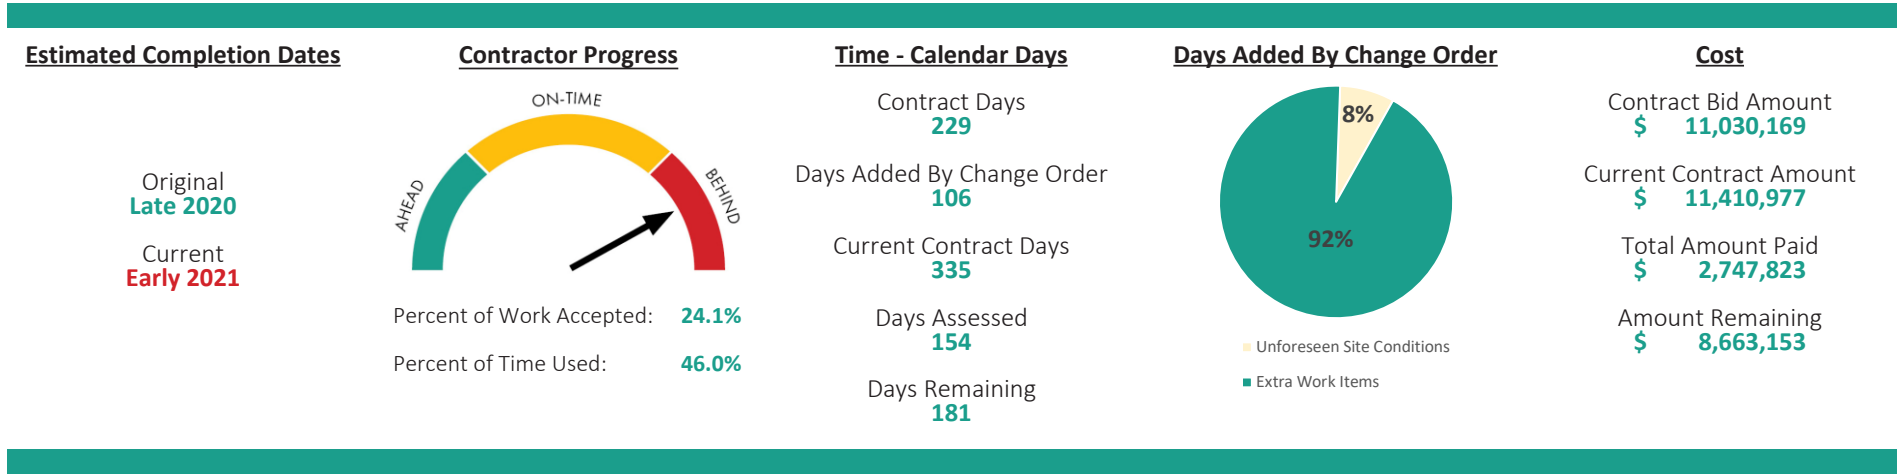 Estimated Completion Dates
Original
Late 2020
Current
Early 2021
Contractor Progress
AHEAD
ON-TIME
BEHIND
Percent of Work Accepted: 24.1%
Percent of Time Used: 46.0%
Time - Calendar Days
Contract Days
229
Days Added By Change Order
106
Current Contract Days
335
Days Assessed
154
Days Remaining
181
Days Added By Change Order
8%
92%
Unforeseen Site Conditions
Extra Work Items
Cost
Contract Bid Amount
$ 11,030,169
Current Contract Amount
$ 11,410,977
Total Amount Paid
$ 2,747,823
Amount Remaining
$ 8,663,153